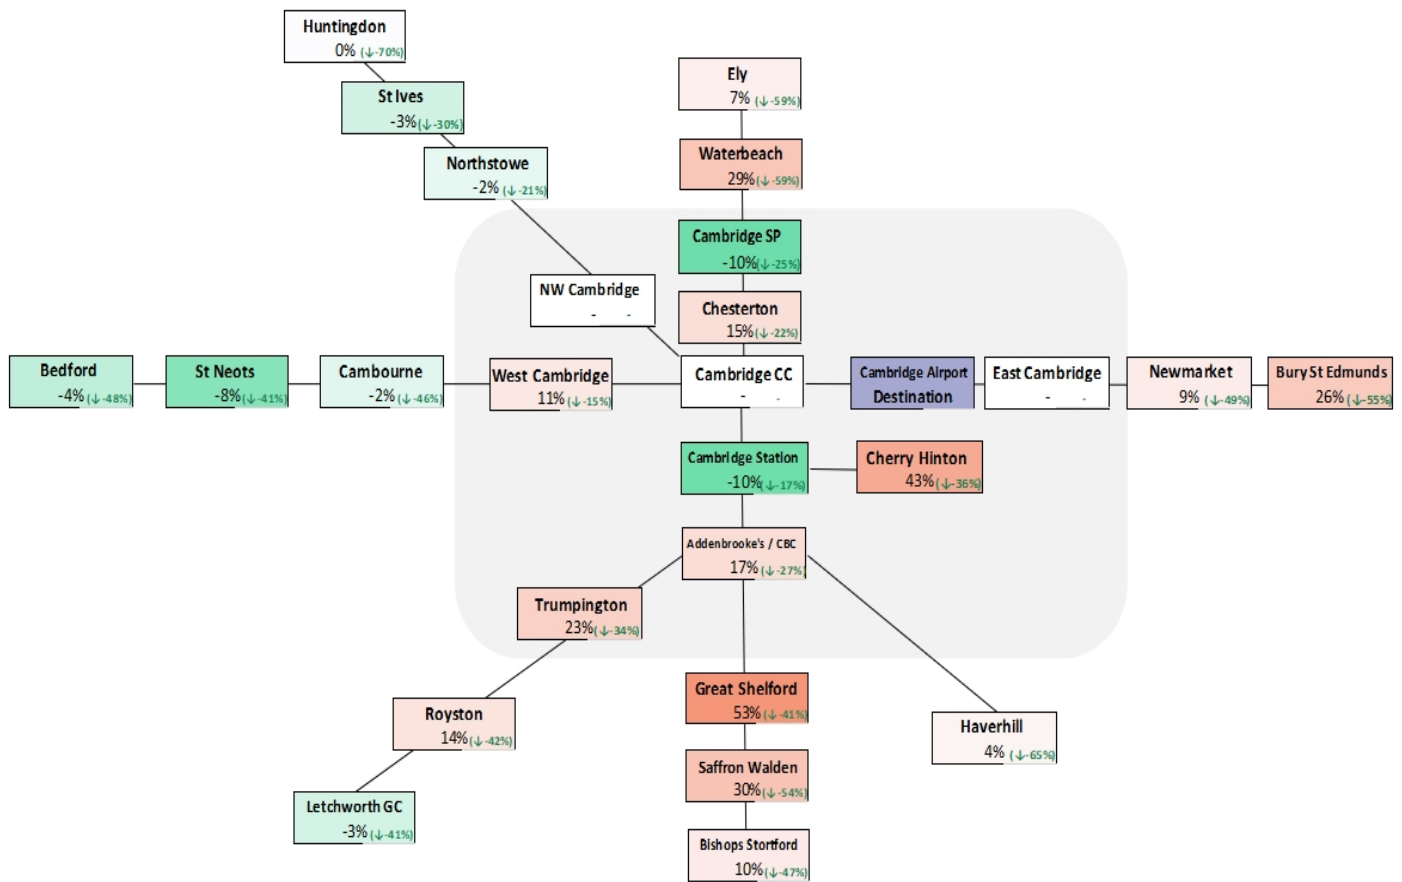 Huntingdon
0% (↓-70%)
Ely
7% (↓-59%)
St Ives
-3% (↓-30%)
Northstowe
-2% (↓-21%)
Waterbeach
29% (↓-59%)
Cambridge SP
-10% (↓-25%)
NW Cambridge
- -
Chesterton
15% (↓-22%)
Bedford
-4% (↓-48%)
St Neots
-8% (↓-41%)
Cambourne
-2% (↓-46%)
West Cambridge
11% (↓-15%)
Cambridge CC
- -
Cambridge Airport
Destination
East Cambridge
- -
Newmarket
9% (↓-49%)
Bury St Edmunds
26% (↓-55%)
Cambridge Station
-10% (↓-17%)
Cherry Hinton
43% (↓-36%)
Addenbrooke's / CBC
17% (↓-27%)
Trumpington
23% (↓-34%)
Great Shelford
53% (↓-41%)
Royston
14% (↓-42%)
Haverhill
4% (↓-65%)
Saffron Walden
30% (↓-54%)
Letchworth GC
-3% (↓-41%)
Bishops Stortford
10% (↓-47%)